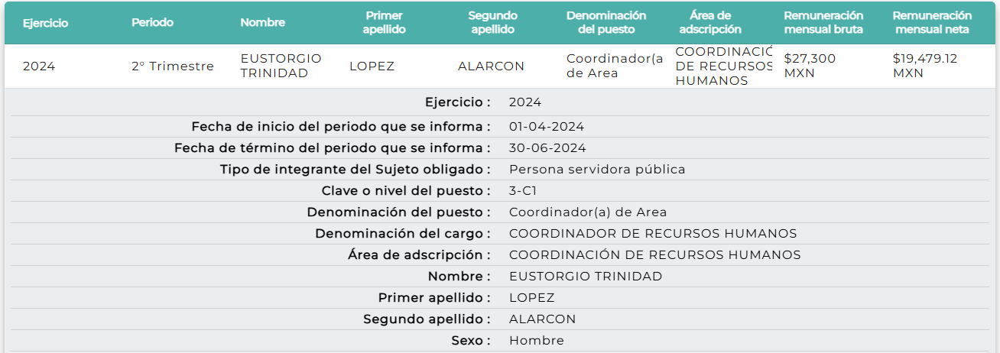 Ejercicio Periodo Nombre Primer apellido Segundo apellido Denominación del puesto Área de adscripción Remuneración mensual bruta Remuneración mensual neta
2024 2° Trimestre EUSTORGIO TRINIDAD LOPEZ ALARCON Coordinador(a de Area COORDINACIÓ DE RECURSOS HUMANOS $27,300 MXN $19,479.12 MXN
Ejercicio : 2024
Fecha de inicio del periodo que se informa : 01-04-2024
Fecha de término del periodo que se informa : 30-06-2024
Tipo de integrante del Sujeto obligado : Persona servidora pública
Clave o nivel del puesto : 3-C1
Denominación del puesto : Coordinador(a) de Area
Denominación del cargo : COORDINADOR DE RECURSOS HUMANOS
Área de adscripción : COORDINACIÓN DE RECURSOS HUMANOS
Nombre : EUSTORGIO TRINIDAD
Primer apellido : LOPEZ
Segundo apellido : ALARCON
Sexo : Hombre